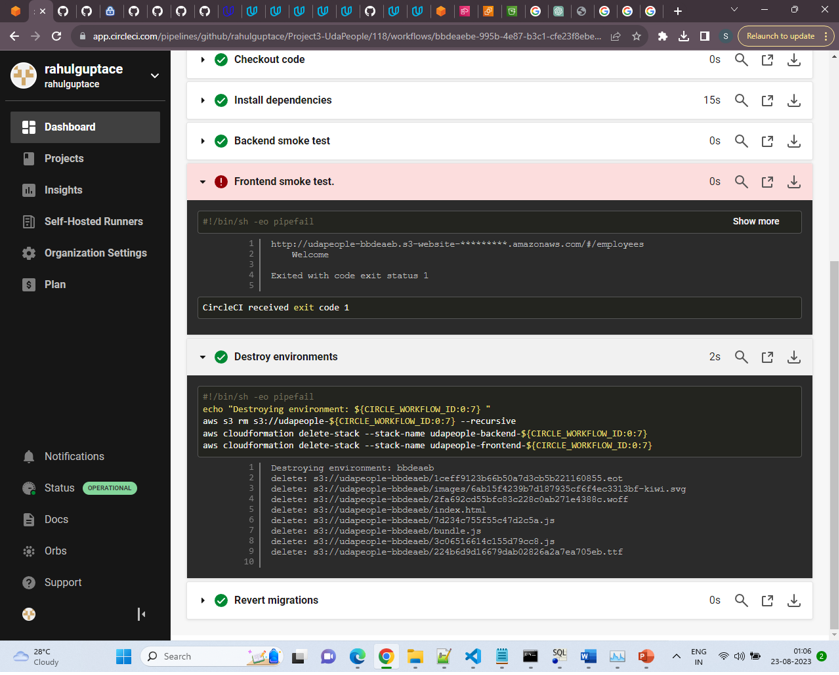 app.circleci.com/pipelines/github/rahulguptace/Project3-UdaPeople/118/workflows/bbdeaebe-995b-4e87-b3c1-cfe23f8ebe...
S
Relaunch to update
rahulguptace
rahulguptace
Dashboard
Projects
Insights
Self-Hosted Runners
Organization Settings
Plan
Notifications
Status OPERATIONAL
Docs
Orbs
Support
Checkout code 0s
Install dependencies 15s
Backend smoke test 0s
Frontend smoke test. 0s
#!/bin/sh -eo pipefail Show more
1 http://udapeople-bbdeaeb.s3-website-*********.amazonaws.com/#/employees
2 Welcome
3
4 Exited with code exit status 1
5
CircleCI received exit code 1
Destroy environments 2s
#!/bin/sh -eo pipefail
echo "Destroying environment: ${CIRCLE_WORKFLOW_ID:0:7} "
aws s3 rm s3://udapeople-${CIRCLE_WORKFLOW_ID:0:7} --recursive
aws cloudformation delete-stack --stack-name udapeople-backend-${CIRCLE_WORKFLOW_ID:0:7}
aws cloudformation delete-stack --stack-name udapeople-frontend-${CIRCLE_WORKFLOW_ID:0:7}
1 Destroying environment: bbdeaeb
2 delete: s3://udapeople-bbdeaeb/1ceff9123b66b50a7d3cb5b221160855.eot
3 delete: s3://udapeople-bbdeaeb/images/6ab15f4239b7d187935cf6f4ec3313bf-kiwi.svg
4 delete: s3://udapeople-bbdeaeb/2fa692cd55bfc83c228c0ab271e4388c.woff
5 delete: s3://udapeople-bbdeaeb/index.html
6 delete: s3://udapeople-bbdeaeb/7d234c755f55c47d2c5a.js
7 delete: s3://udapeople-bbdeaeb/bundle.js
8 delete: s3://udapeople-bbdeaeb/3c06516614c155d79cc8.js
9 delete: s3://udapeople-bbdeaeb/224b6d9d16679dab02826a2a7ea705eb.ttf
10
Revert migrations 0s
28°C
Cloudy
Search
SQL
ENG
IN
01:06
23-08-2023
2